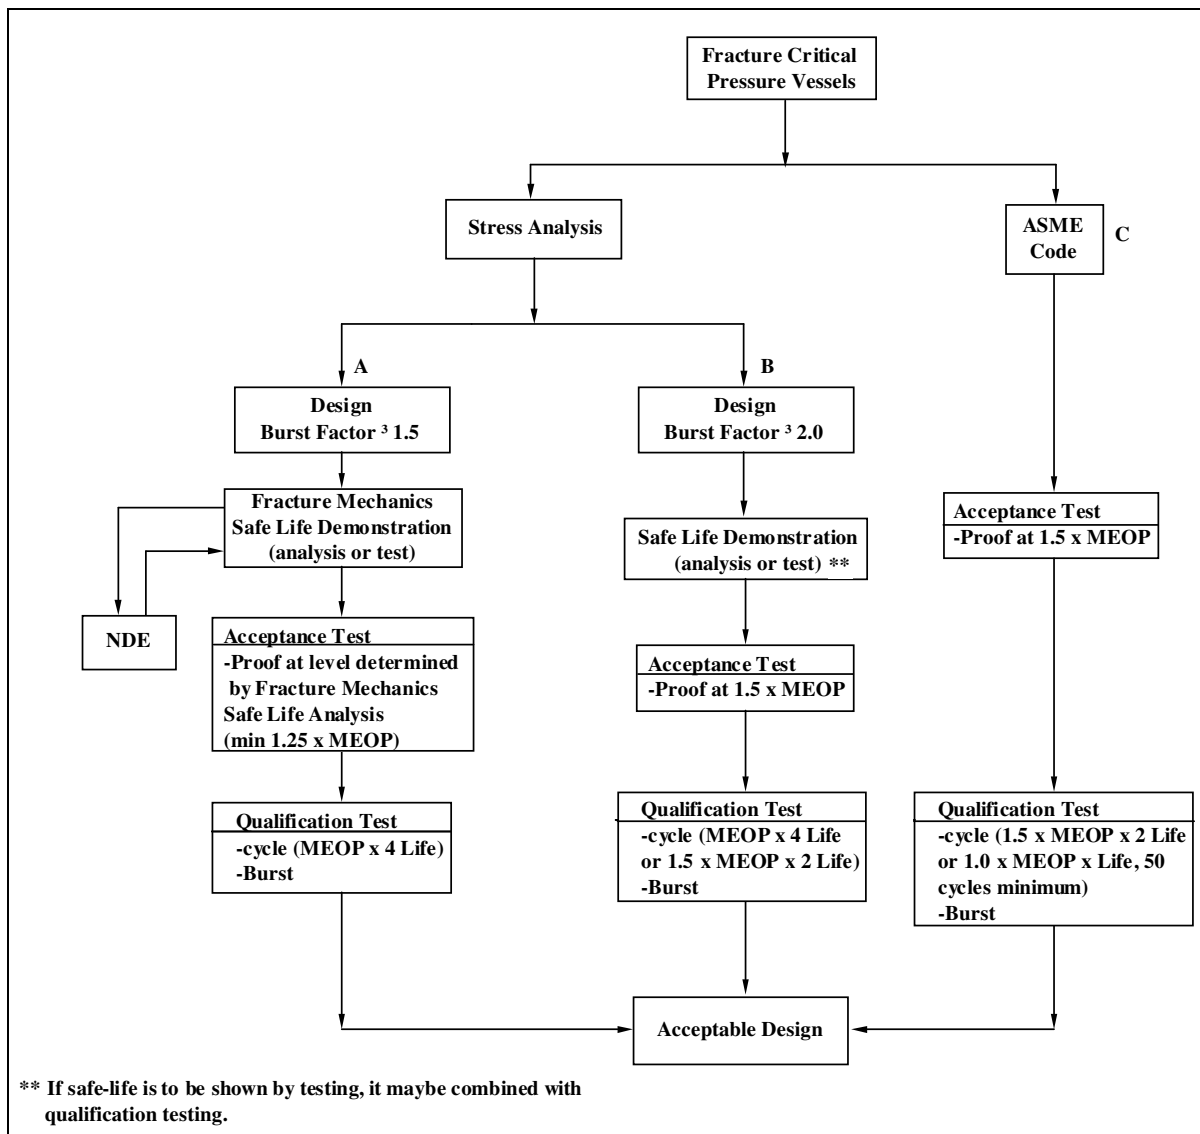 Fracture Critical
Pressure Vessels
Stress Analysis
ASME
Code
C
A
B
Design
Burst Factor ³ 1.5
Design
Burst Factor ³ 2.0
Fracture Mechanics
Safe Life Demonstration
(analysis or test)
NDE
Safe Life Demonstration
(analysis or test) **
Acceptance Test
-Proof at 1.5 x MEOP
Acceptance Test
-Proof at level determined
by Fracture Mechanics
Safe Life Analysis
(min 1.25 x MEOP)
Acceptance Test
-Proof at 1.5 x MEOP
Qualification Test
-cycle (MEOP x 4 Life)
-Burst
Qualification Test
-cycle (MEOP x 4 Life
or 1.5 x MEOP x 2 Life)
-Burst
Qualification Test
-cycle (1.5 x MEOP x 2 Life
or 1.0 x MEOP x Life, 50
cycles minimum)
-Burst
Acceptable Design
** If safe-life is to be shown by testing, it maybe combined with
qualification testing.